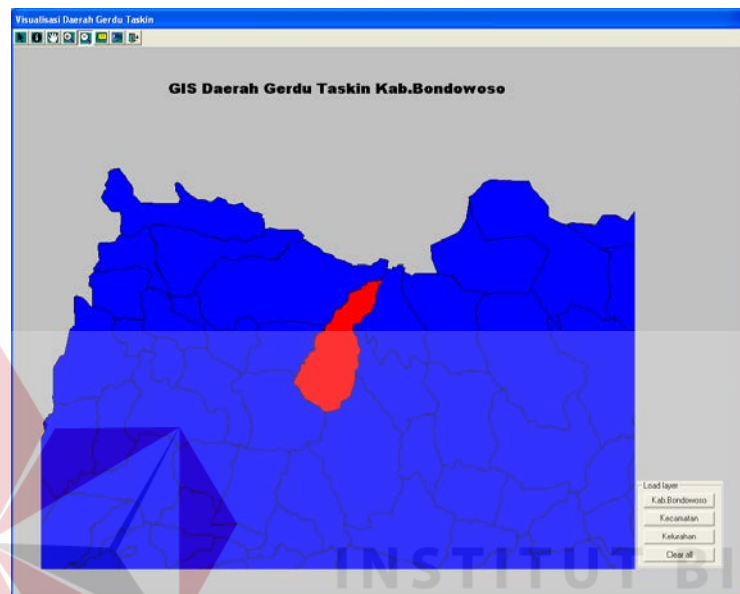 Visualisasi Daerah Gerdu Taskin
GIS Daerah Gerdu Taskin Kab.Bondowoso
Load layer
Kab.Bondowoso
Kecamatan
Kelurahan
Clear all
INSTITUT BI